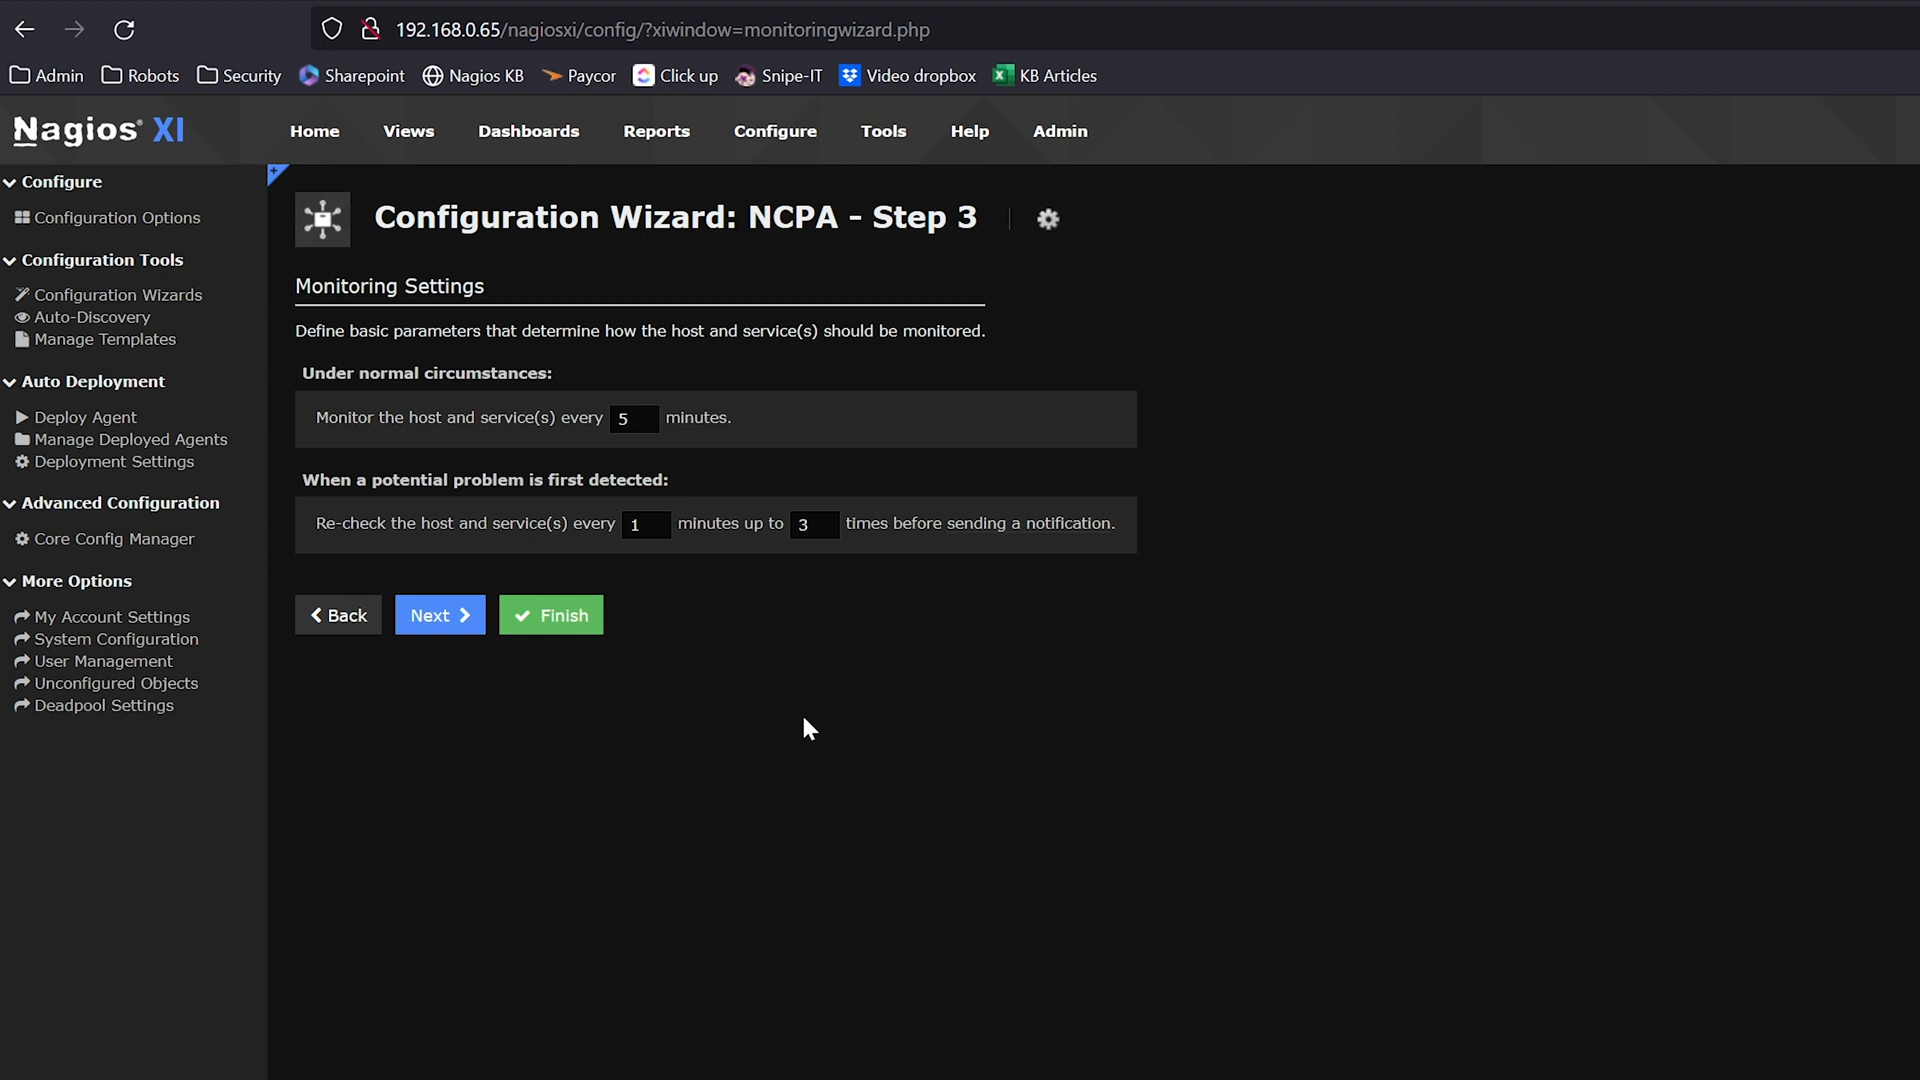 192.168.0.65/nagiosxi/config/?xiwindow=monitoringwizard.php
Admin Robots Security Sharepoint Nagios KB Paycor Click up Snipe-IT Video dropbox KB Articles
Nagios® XI
Home Views Dashboards Reports Configure Tools Help Admin
Configure
Configuration Options
Configuration Tools
Configuration Wizards
Auto-Discovery
Manage Templates
Auto Deployment
Deploy Agent
Manage Deployed Agents
Deployment Settings
Advanced Configuration
Core Config Manager
More Options
My Account Settings
System Configuration
User Management
Unconfigured Objects
Deadpool Settings
Configuration Wizard: NCPA - Step 3
Monitoring Settings
Define basic parameters that determine how the host and service(s) should be monitored.
Under normal circumstances:
Monitor the host and service(s) every 5 minutes.
When a potential problem is first detected:
Re-check the host and service(s) every 1 minutes up to 3 times before sending a notification.
Back Next Finish